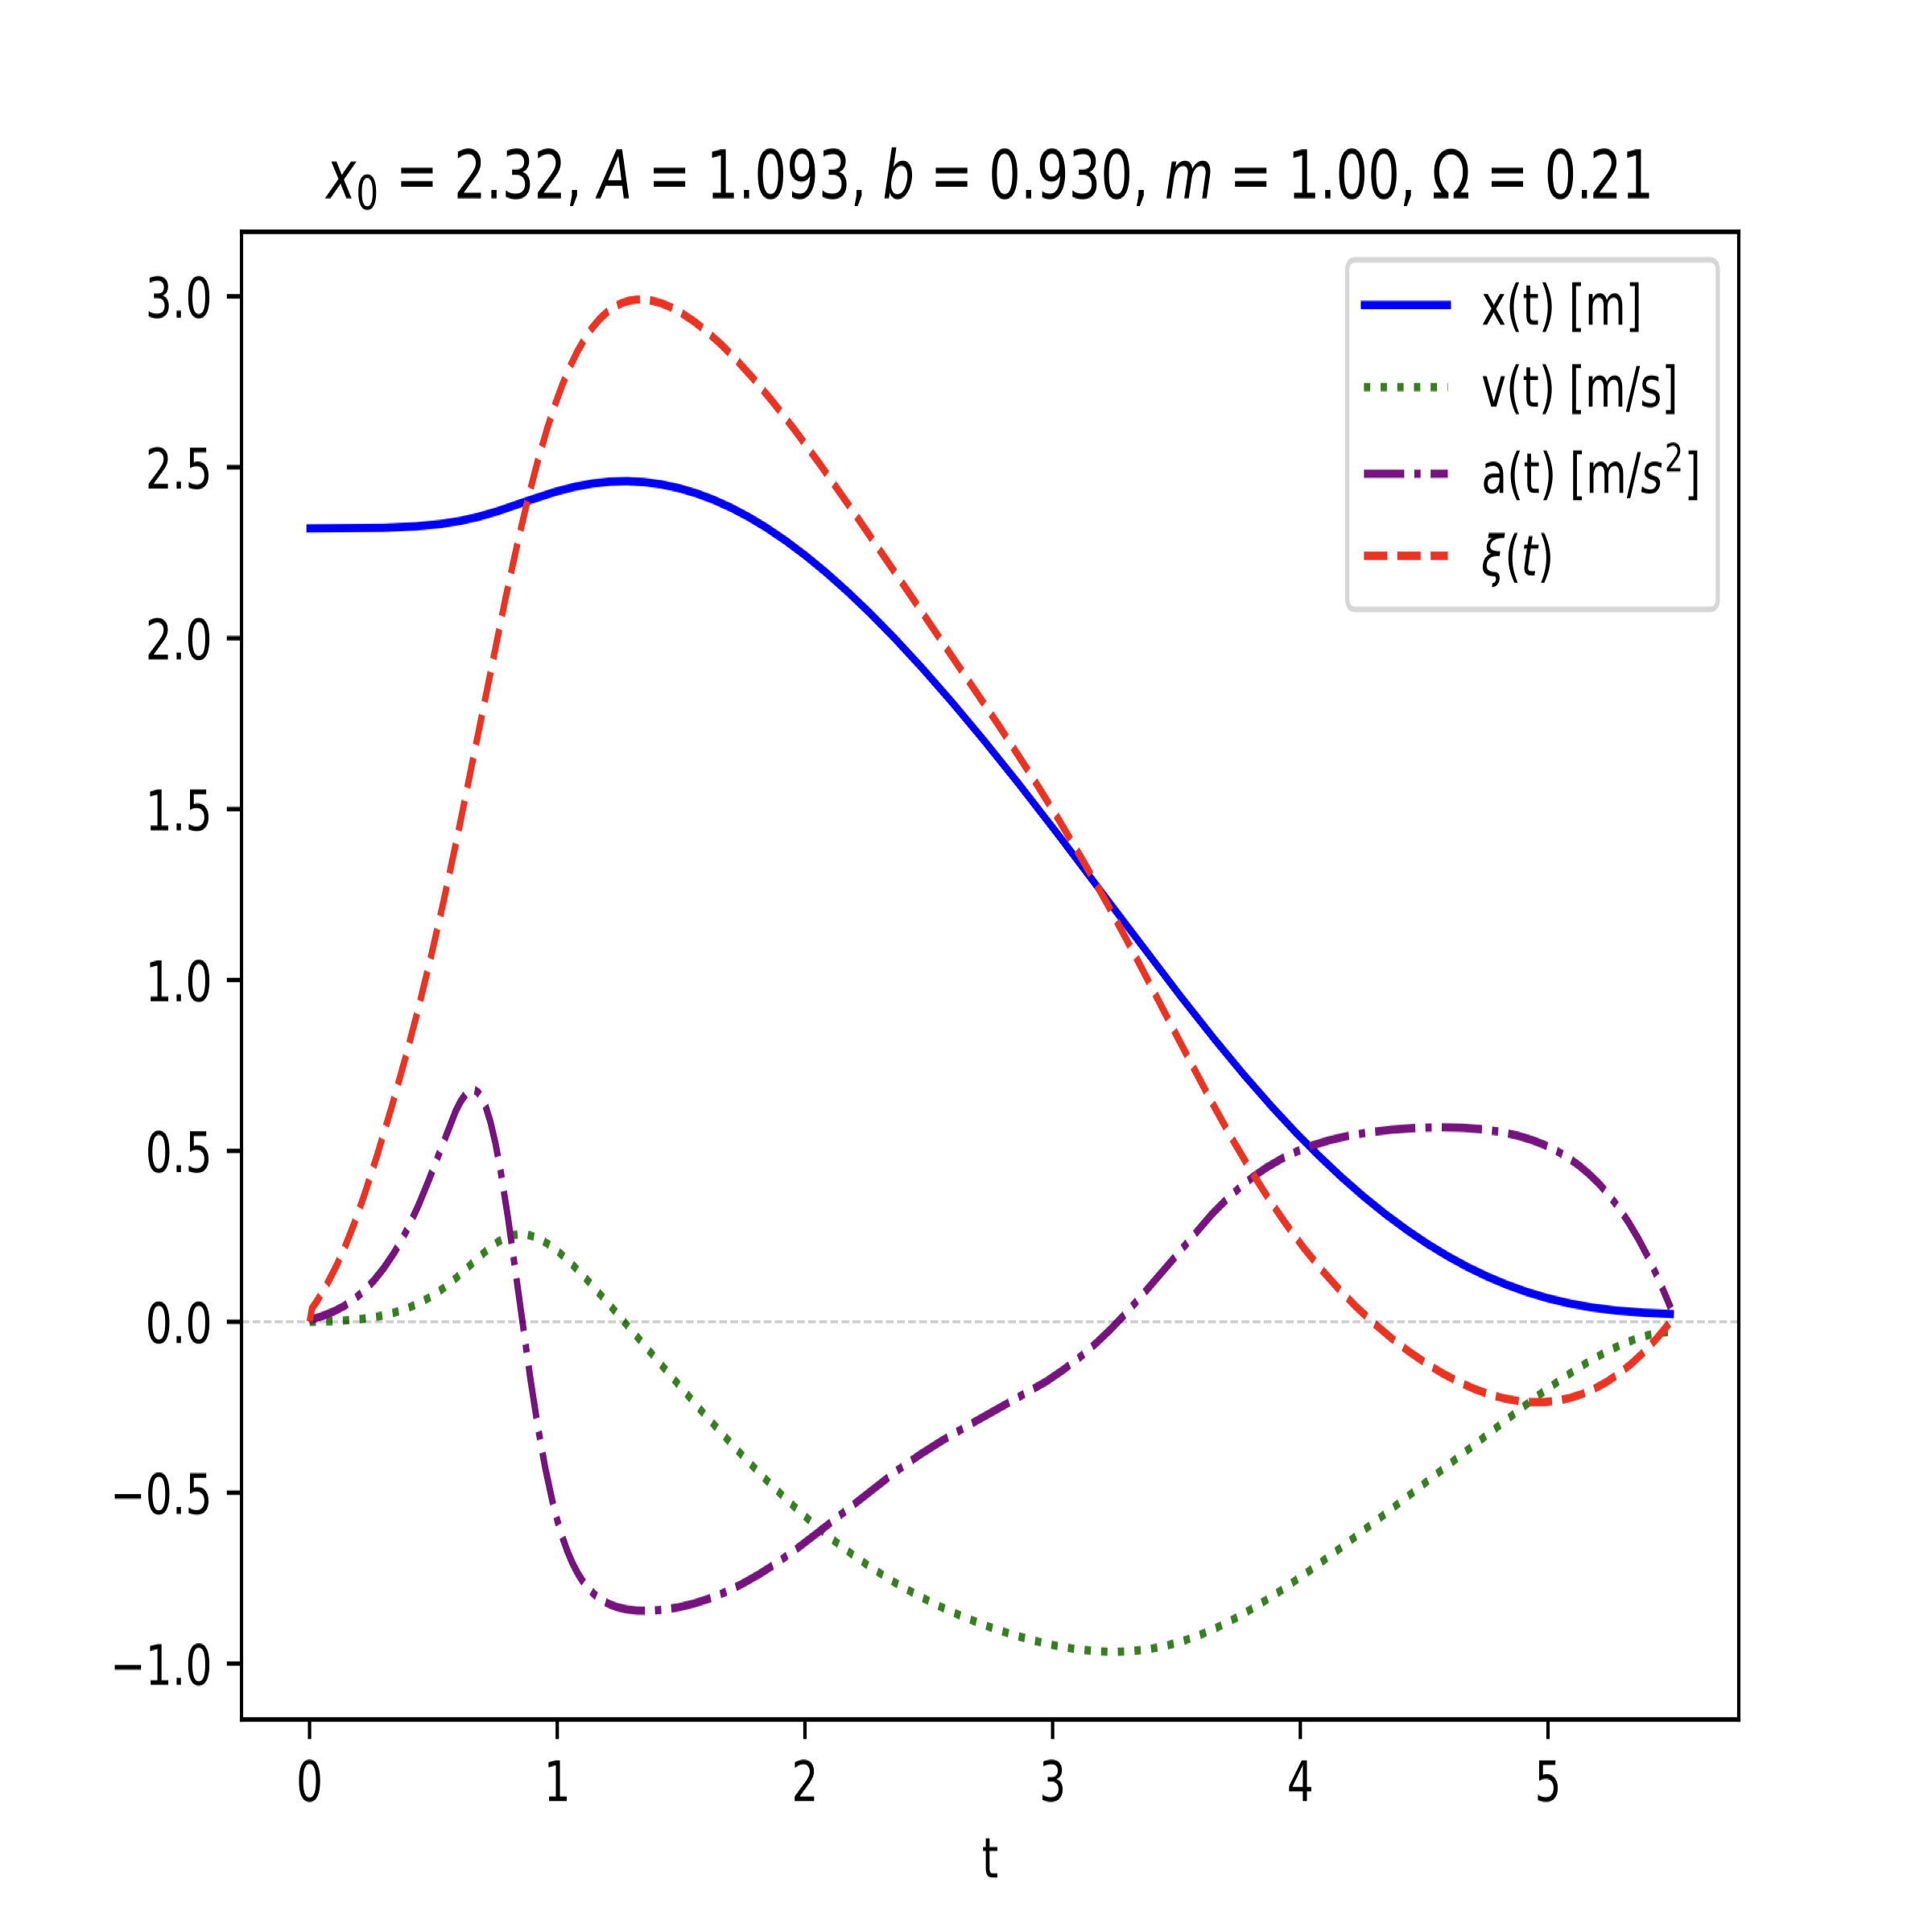 x₀ = 2.32, A = 1.093, b = 0.930, m = 1.00, Ω = 0.21
x(t) [m]
v(t) [m/s]
a(t) [m/s²]
ξ(t)
3.0
2.5
2.0
1.5
1.0
0.5
0.0
−0.5
−1.0
0 1 2 3 4 5
t